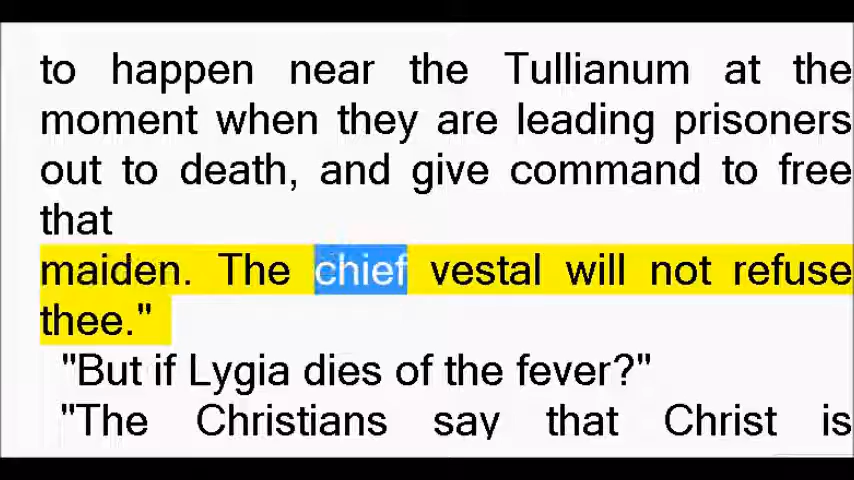 to happen near the Tullianum at the
moment when they are leading prisoners
out to death, and give command to free
that
maiden. The chief vestal will not refuse
thee."
"But if Lygia dies of the fever?"
"The Christians say that Christ is